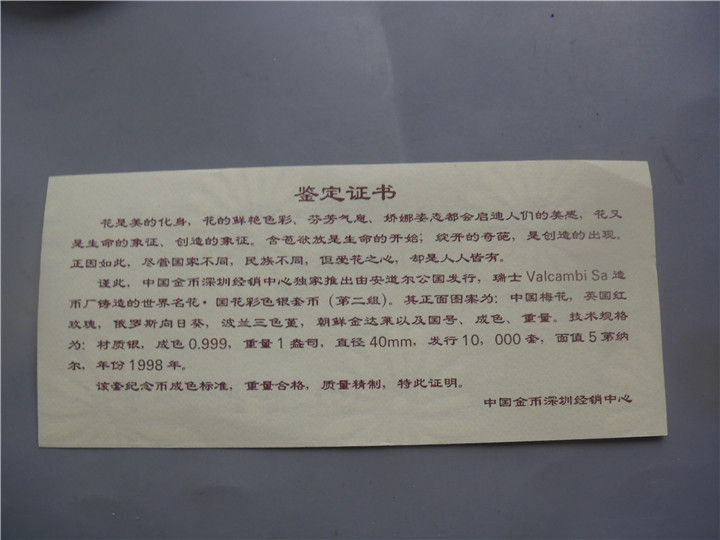 鉴定证书
花是美的化身，花的鲜艳色彩、芬芳气息、娇娜姿态都会启迪人们的美感，花又
是生命的象征、创造的象征。含苞欲放是生命的开始；绽开的奇葩，是创造的出现。
正因如此，尽管国家不同，民族不同，但爱花之心，却是人人皆有。
谨此，中国金币深圳经销中心独家推出由安道尔公国发行，瑞士 Valcambi Sa 造
币厂铸造的世界名花·国花彩色银套币（第二组）。其正面图案为：中国梅花，英国红
玫瑰，俄罗斯向日葵，波兰三色堇，朝鲜金达莱以及国号、成色、重量。技术规格
为：材质银，成色 0.999，重量 1 盎司，直径 40mm，发行 10，000 套，面值 5 第纳
尔，年份 1998 年。
该套纪念币成色标准，重量合格，质量精制，特此证明。
中国金币深圳经销中心